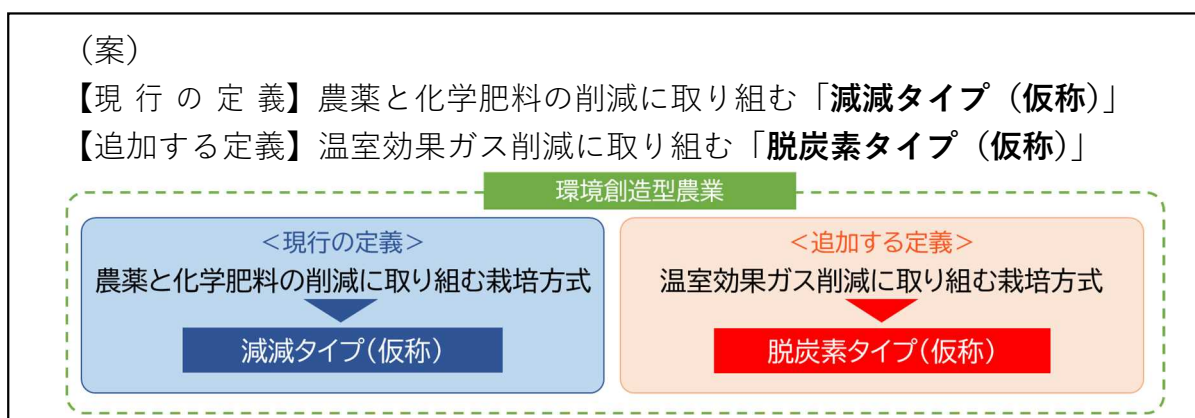 （案）
【現 行 の 定 義】農薬と化学肥料の削減に取り組む「減減タイプ（仮称）」
【追加する定義】温室効果ガス削減に取り組む「脱炭素タイプ（仮称）」
環境創造型農業
＜現行の定義＞
農薬と化学肥料の削減に取り組む栽培方式
減減タイプ(仮称)
＜追加する定義＞
温室効果ガス削減に取り組む栽培方式
脱炭素タイプ(仮称)